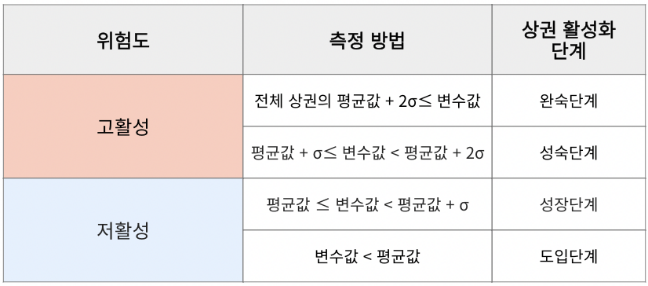 위험도
측정 방법
상권 활성화
단계
고활성
전체 상권의 평균값 + 2σ≤ 변수값
완숙단계
평균값 + σ≤ 변수값 < 평균값 + 2σ
성숙단계
저활성
평균값 ≤ 변수값 < 평균값 + σ
성장단계
변수값 < 평균값
도입단계